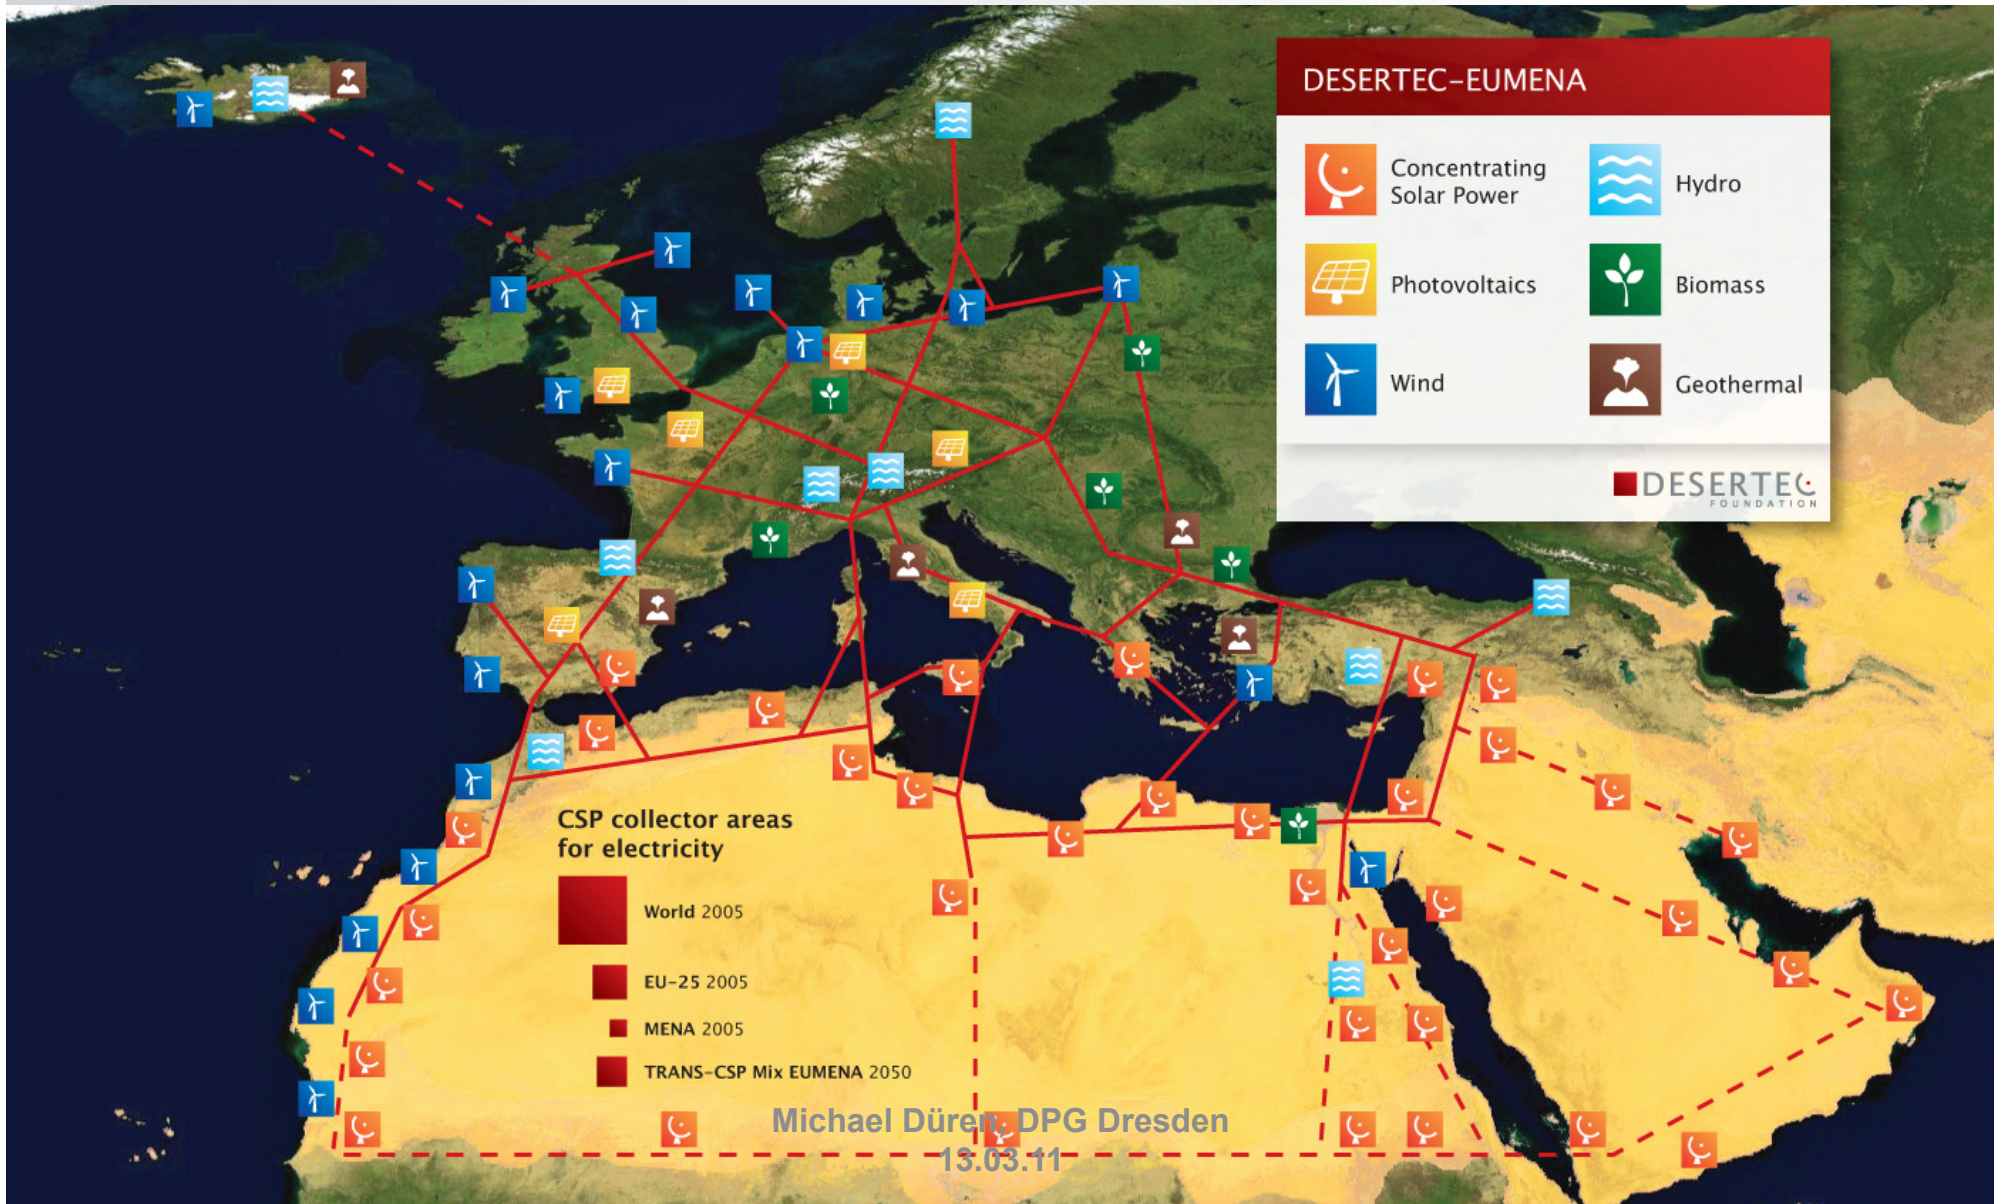 DESERTEC-EUMENA
Concentrating
Solar Power
Hydro
Photovoltaics
Biomass
Wind
Geothermal
DESERTEC
FOUNDATION
CSP collector areas
for electricity
World 2005
EU-25 2005
MENA 2005
TRANS-CSP Mix EUMENA 2050
Michael Düren, DPG Dresden
13.03.11